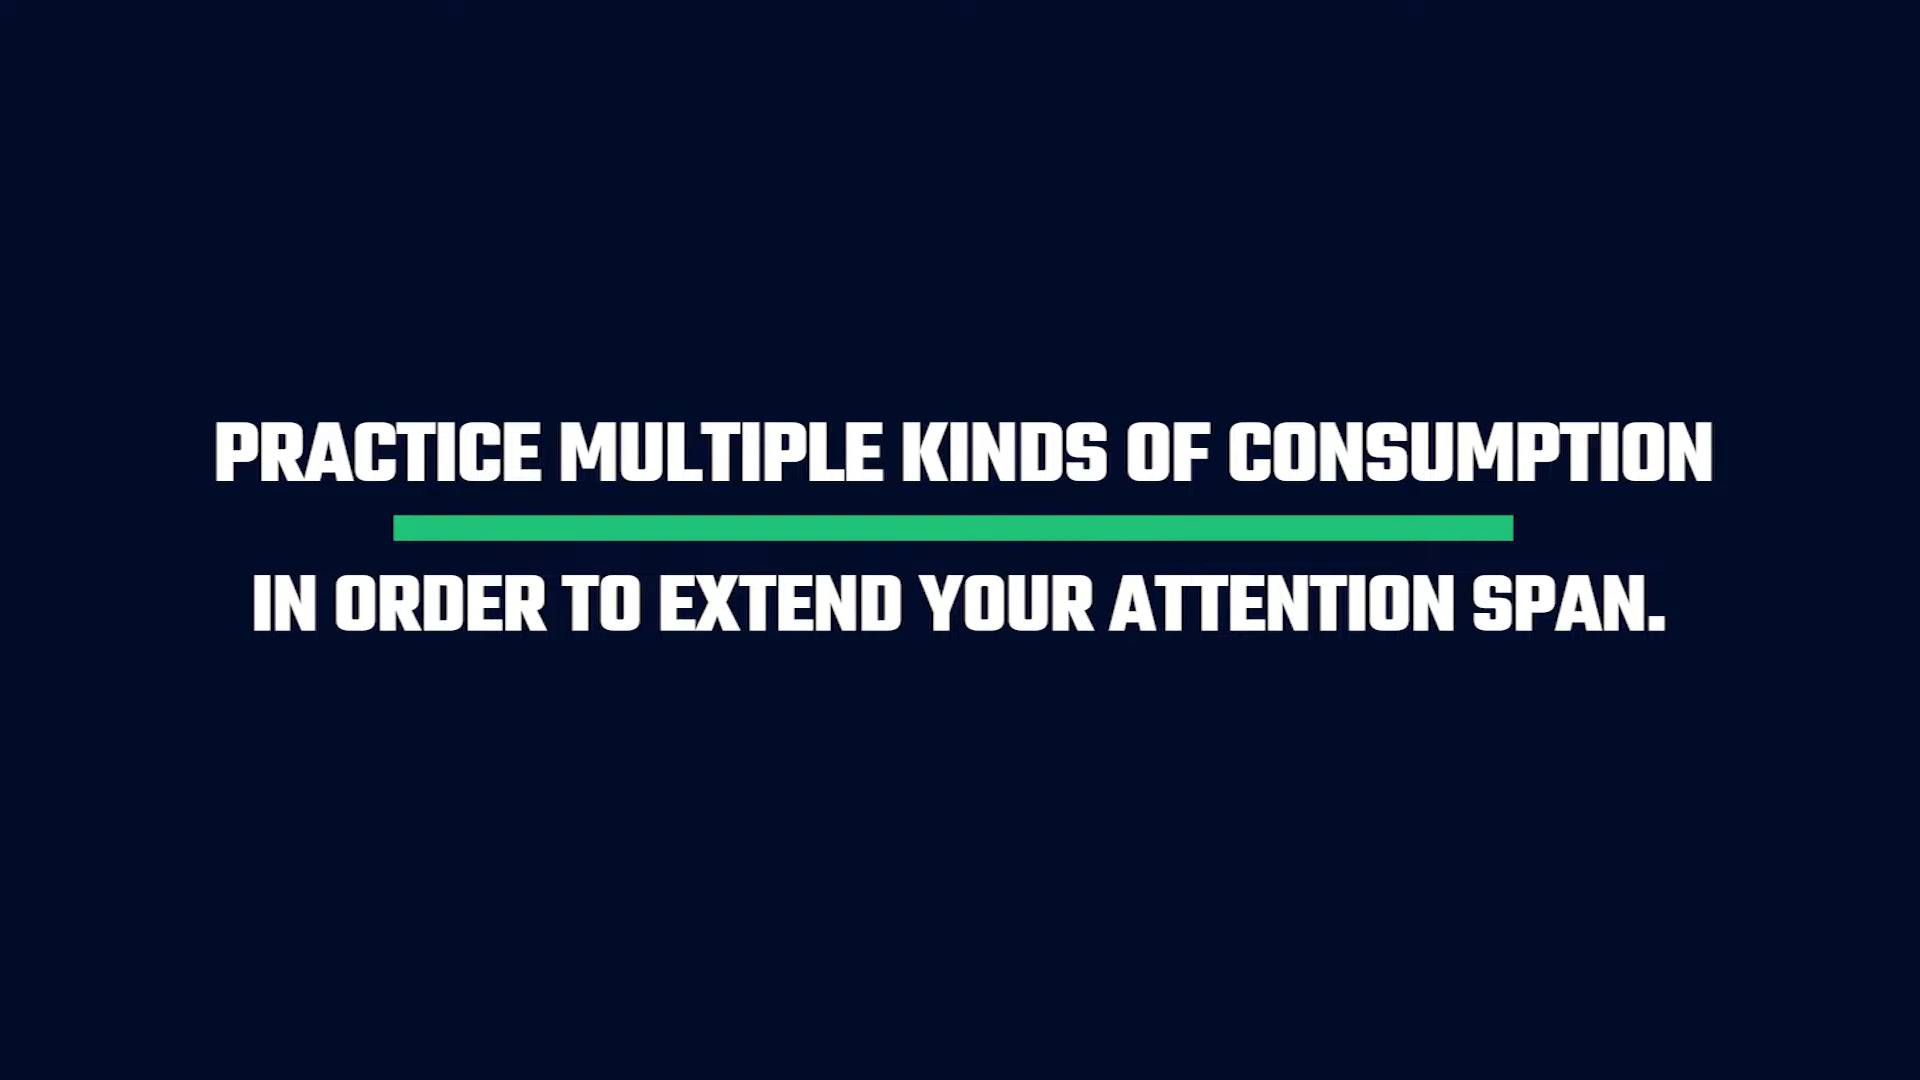 PRACTICE MULTIPLE KINDS OF CONSUMPTION
IN ORDER TO EXTEND YOUR ATTENTION SPAN.